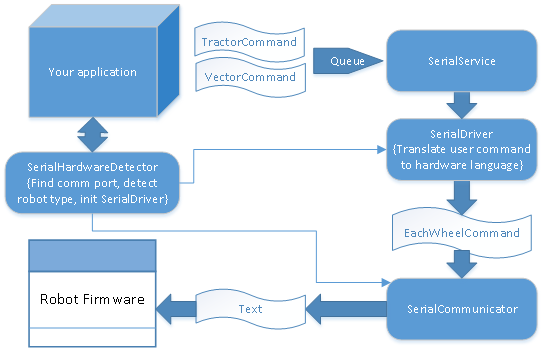 Your application
TractorCommand
VectorCommand
Queue
SerialService
SerialHardwareDetector
{Find comm port, detect
robot type, init SerialDriver}
SerialDriver
{Translate user command
to hardware language}
EachWheelCommand
SerialCommunicator
Text
Robot Firmware